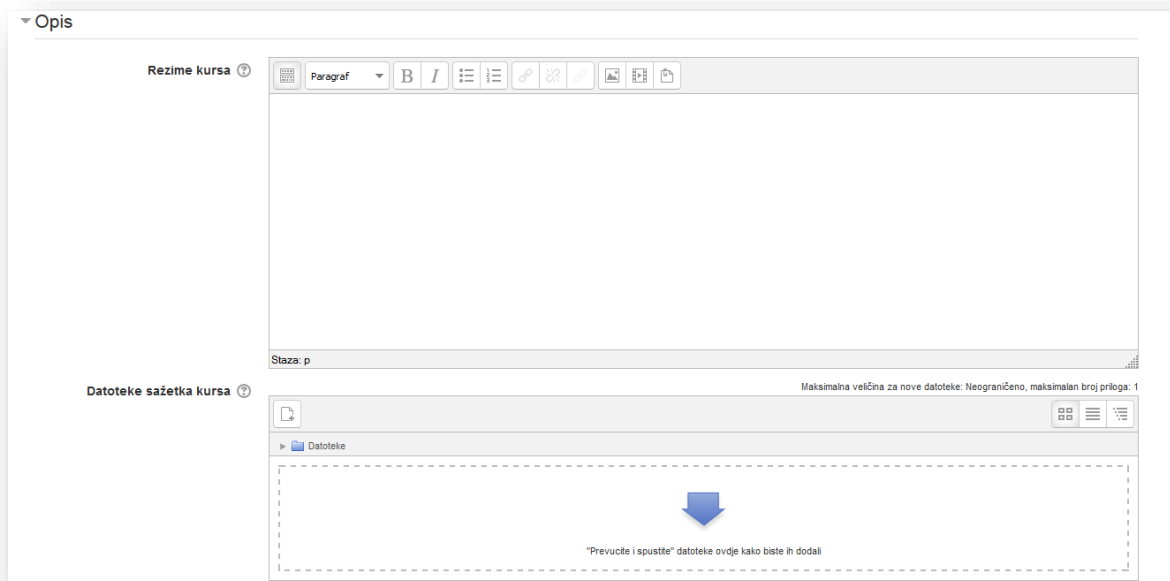 Opis
Rezime kursa
Paragraf
B I
Staza: p
Datoteke sažetka kursa
Maksimalna veličina za nove datoteke: Neograničeno, maksimalan broj priloga: 1
Datoteke
"Prevucite i spustite" datoteke ovdje kako biste ih dodali